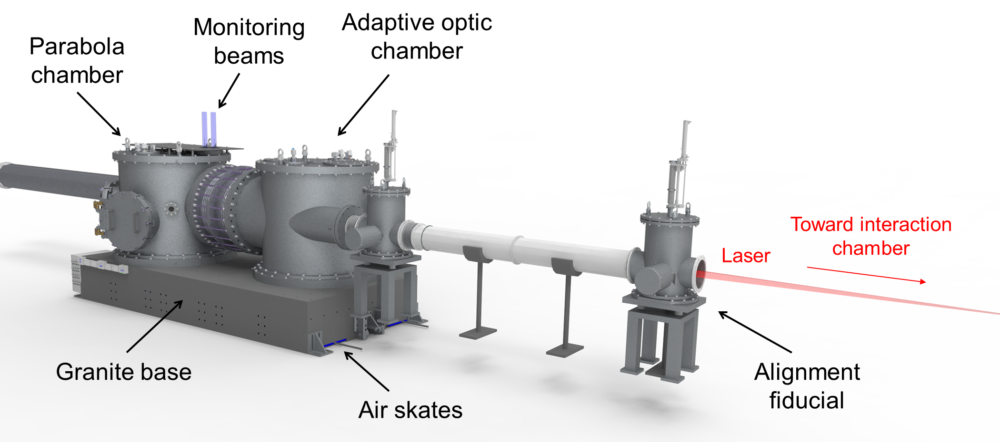 Parabola
chamber
Monitoring
beams
Adaptive optic
chamber
Toward interaction
chamber
Laser
Granite base
Air skates
Alignment
fiducial